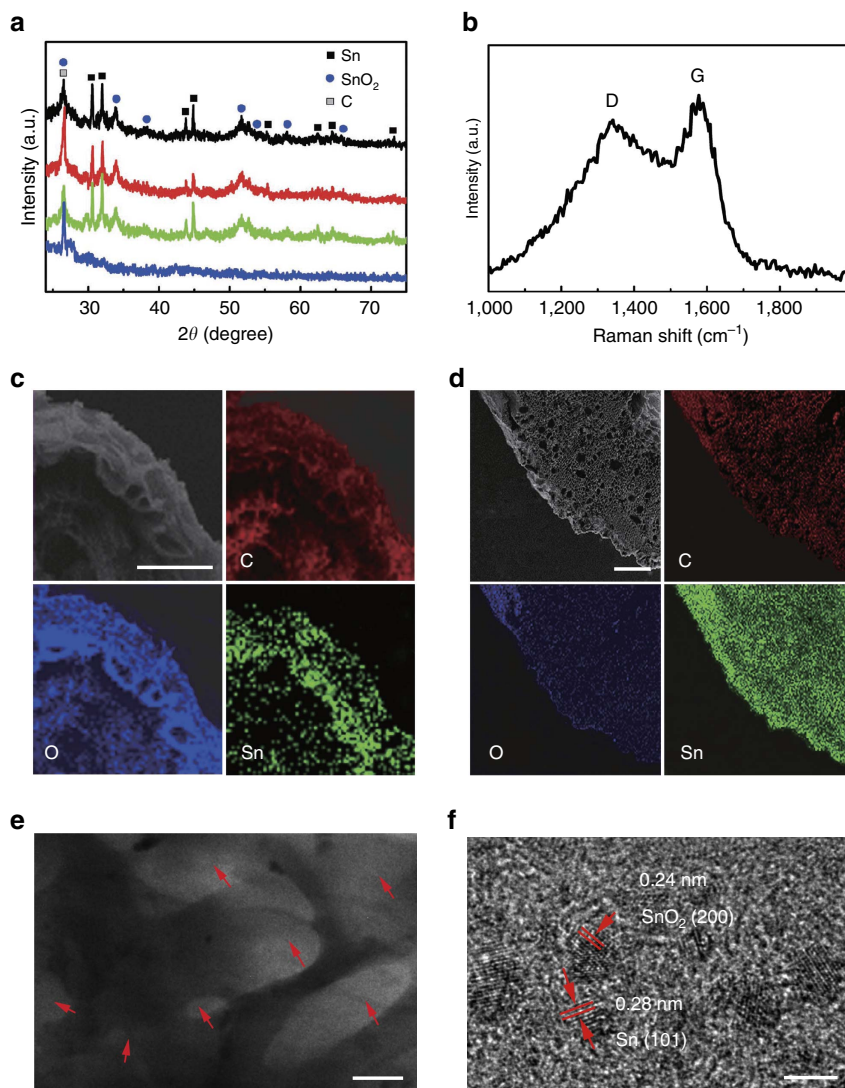 a
Sn
SnO2
C
Intensity (a.u.)
30 40 50 60 70
2θ (degree)
b
D
G
Intensity (a.u.)
1,000 1,200 1,400 1,600 1,800
Raman shift (cm−1)
c
C
O
Sn
d
C
O
Sn
e
f
0.24 nm
SnO2 (200)
0.28 nm
Sn (101)